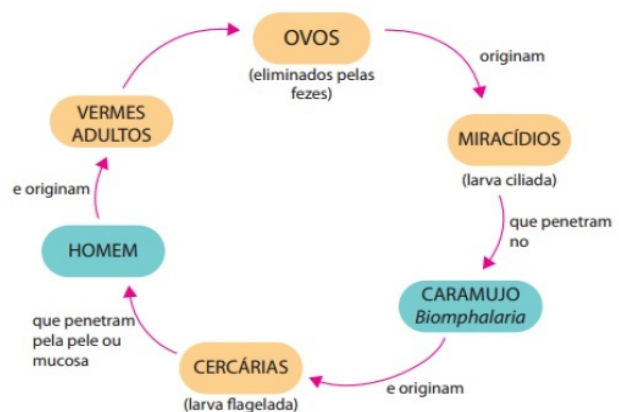 OVOS
(eliminados pelas
fezes)
originam
MIRACÍDIOS
(larva ciliada)
que penetram
no
CARAMUJO
Biomphalaria
e originam
CERCÁRIAS
(larva flagelada)
que penetram
pela pele ou
mucosa
HOMEM
e originam
VERMES
ADULTOS